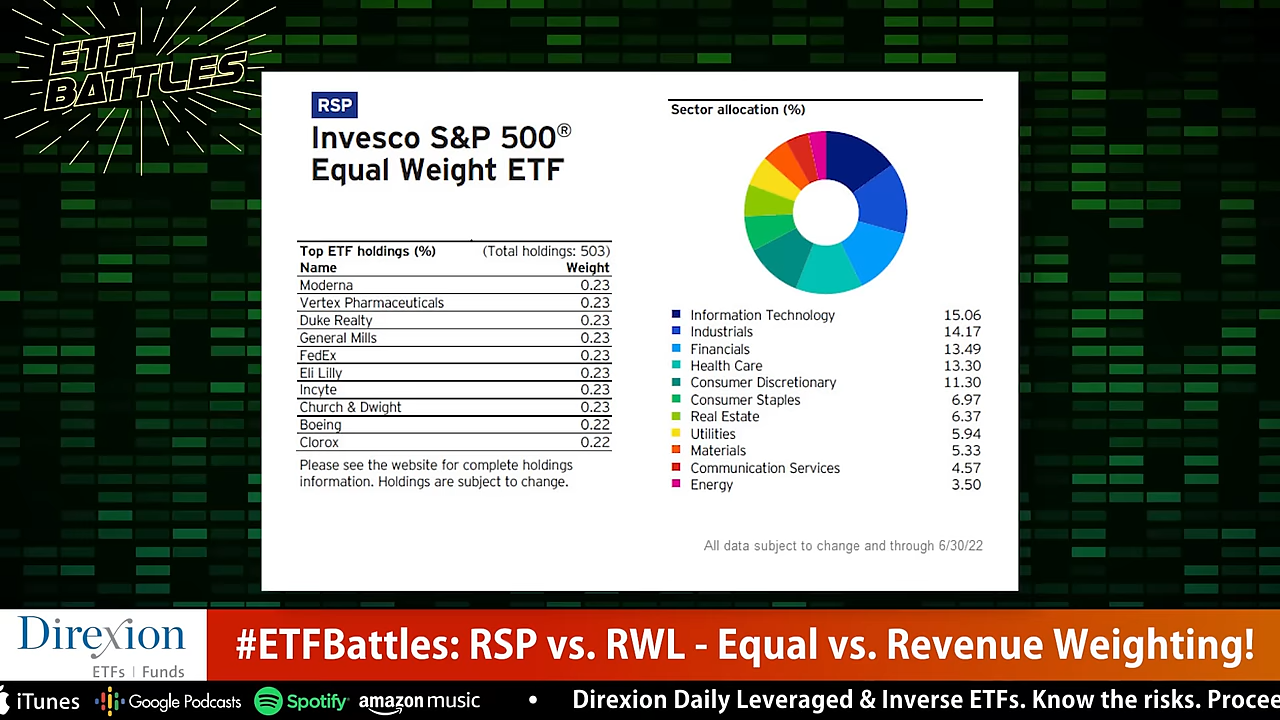 ETF
BATTLES
RSP
Invesco S&P 500®
Equal Weight ETF
Top ETF holdings (%) (Total holdings: 503)
Name Weight
Moderna 0.23
Vertex Pharmaceuticals 0.23
Duke Realty 0.23
General Mills 0.23
FedEx 0.23
Eli Lilly 0.23
Incyte 0.23
Church & Dwight 0.23
Boeing 0.22
Clorox 0.22
Please see the website for complete holdings
information. Holdings are subject to change.
Sector allocation (%)
Information Technology 15.06
Industrials 14.17
Financials 13.49
Health Care 13.30
Consumer Discretionary 11.30
Consumer Staples 6.97
Real Estate 6.37
Utilities 5.94
Materials 5.33
Communication Services 4.57
Energy 3.50
All data subject to change and through 6/30/22
Direxion
ETFs | Funds
#ETFBattles: RSP vs. RWL - Equal vs. Revenue Weighting!
iTunes Google Podcasts Spotify amazon music • Direxion Daily Leveraged & Inverse ETFs. Know the risks. Procee